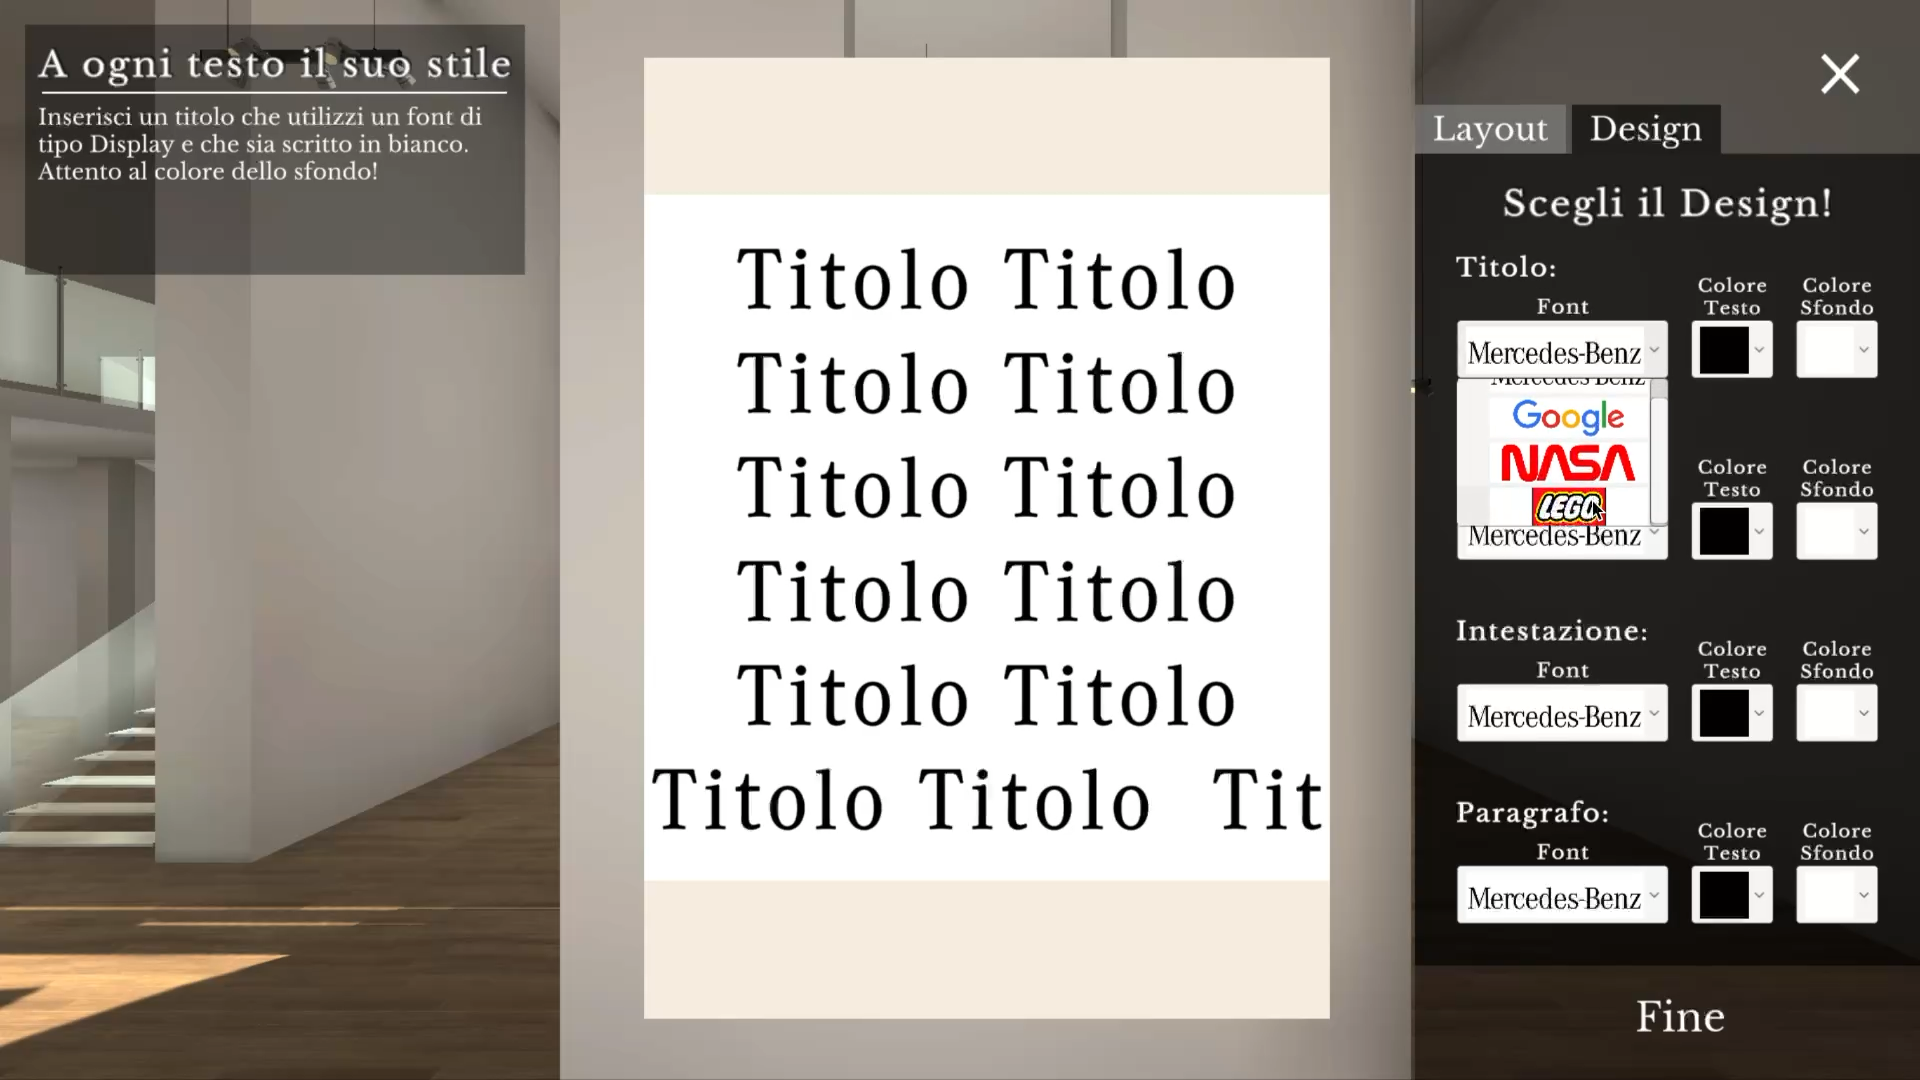 A ogni testo il suo stile
Inserisci un titolo che utilizzi un font di
tipo Display e che sia scritto in bianco.
Attento al colore dello sfondo!
Titolo Titolo
Titolo Titolo
Titolo Titolo
Titolo Titolo
Titolo Titolo
Titolo Titolo Tit
Layout
Design
Scegli il Design!
Titolo:
Font
Colore
Testo
Colore
Sfondo
Mercedes-Benz
Mercedes-Benz
Google
NASA
LEGO
Colore
Testo
Colore
Sfondo
Mercedes-Benz
Intestazione:
Font
Colore
Testo
Colore
Sfondo
Mercedes-Benz
Paragrafo:
Font
Colore
Testo
Colore
Sfondo
Mercedes-Benz
Fine